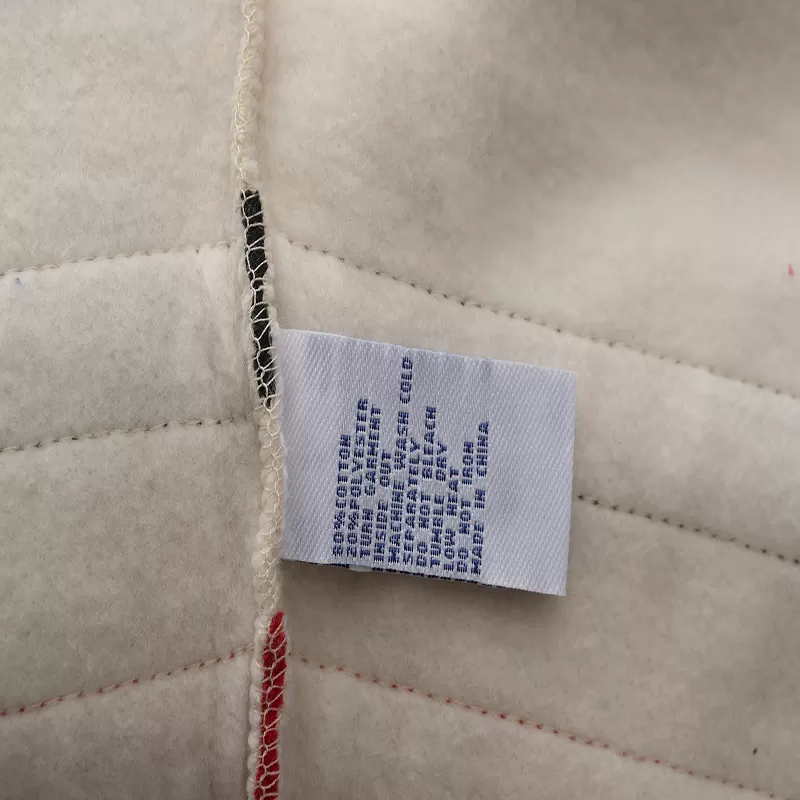 80%COTTON
20%POLYESTER
TURN GARMENT
INSIDE OUT
MACHINE WASH COLD
SEPARATELY
DO NOT BLEACH
TUMBLE DRY
LOW HEAT
DO NOT IRON
MADE IN CHINA